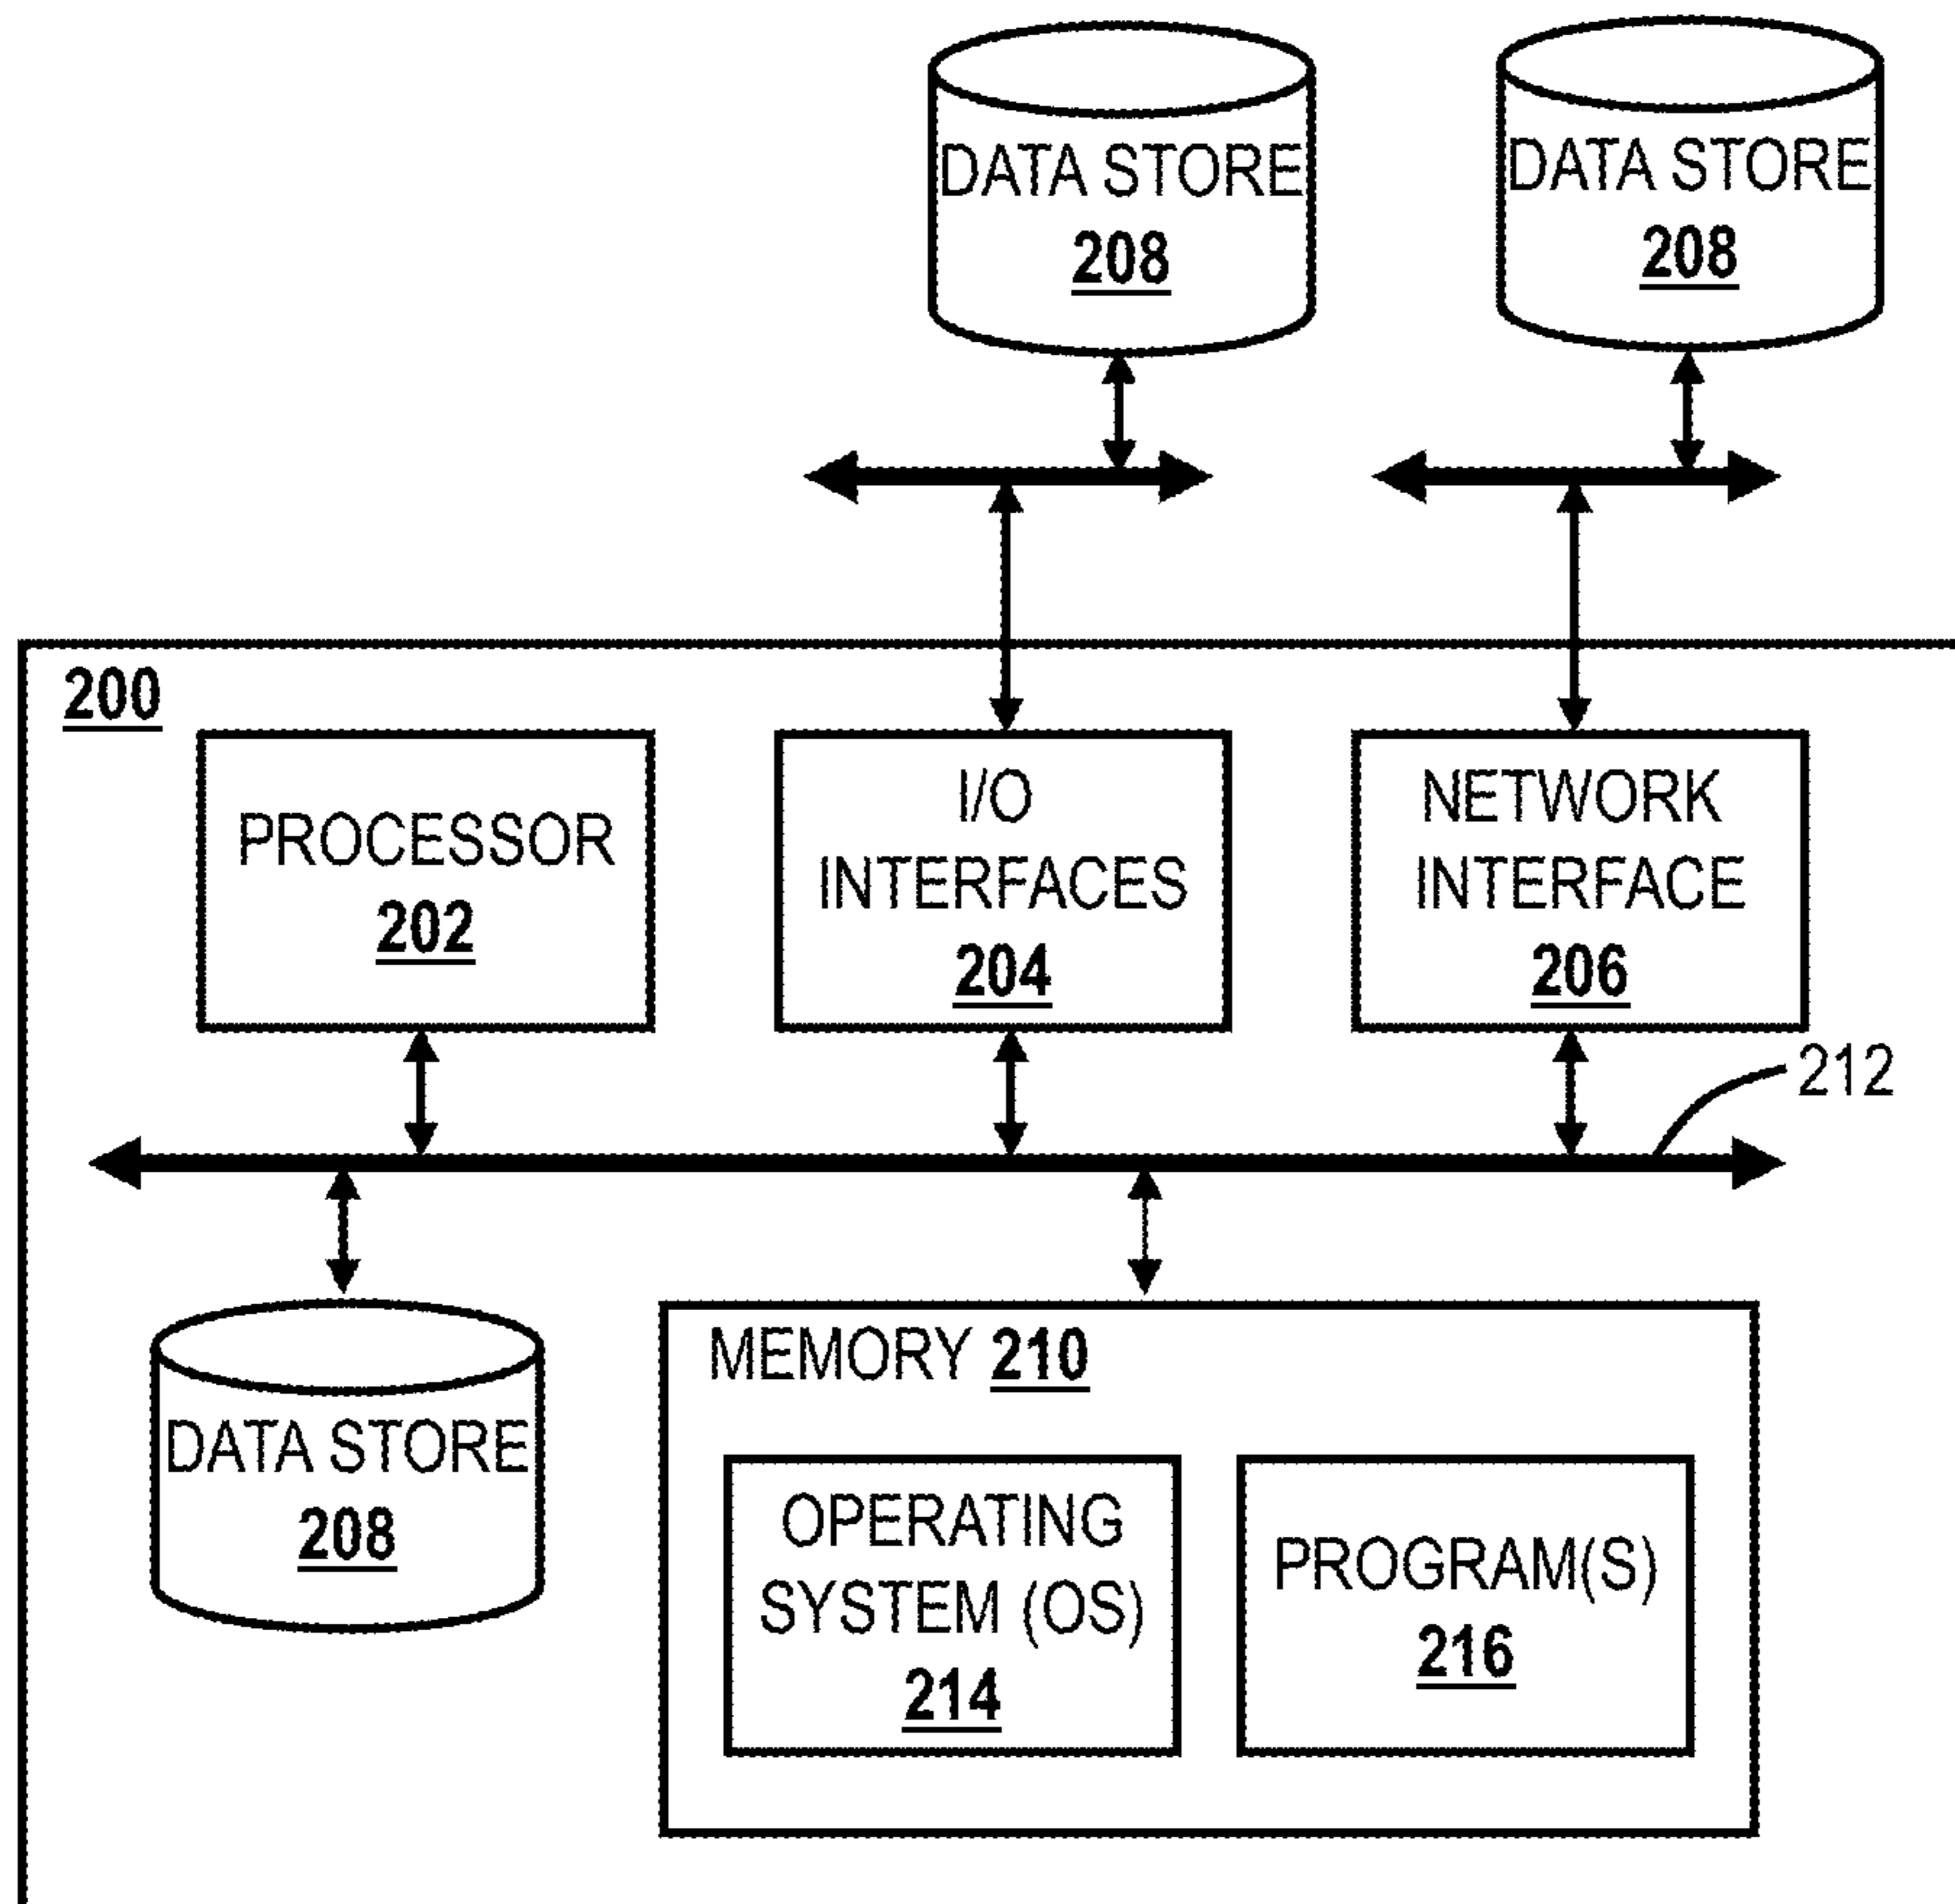 DATA STORE
208
DATA STORE
208
200
PROCESSOR
202
I/O
INTERFACES
204
NETWORK
INTERFACE
206
212
DATA STORE
208
MEMORY 210
OPERATING
SYSTEM (OS)
214
PROGRAM(S)
216